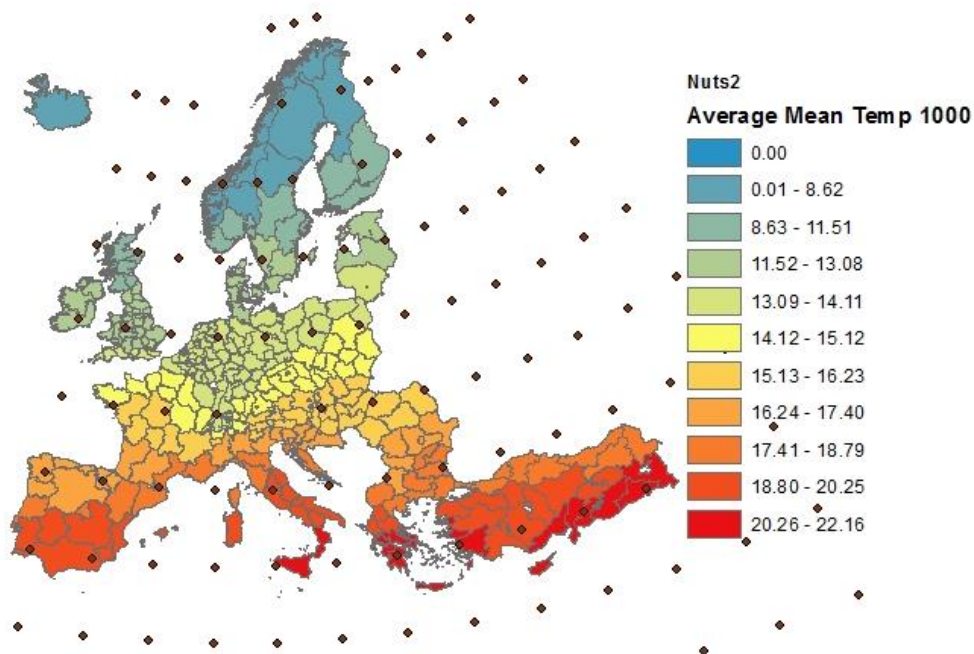 Nuts2
Average Mean Temp 1000
0.00
0.01 - 8.62
8.63 - 11.51
11.52 - 13.08
13.09 - 14.11
14.12 - 15.12
15.13 - 16.23
16.24 - 17.40
17.41 - 18.79
18.80 - 20.25
20.26 - 22.16